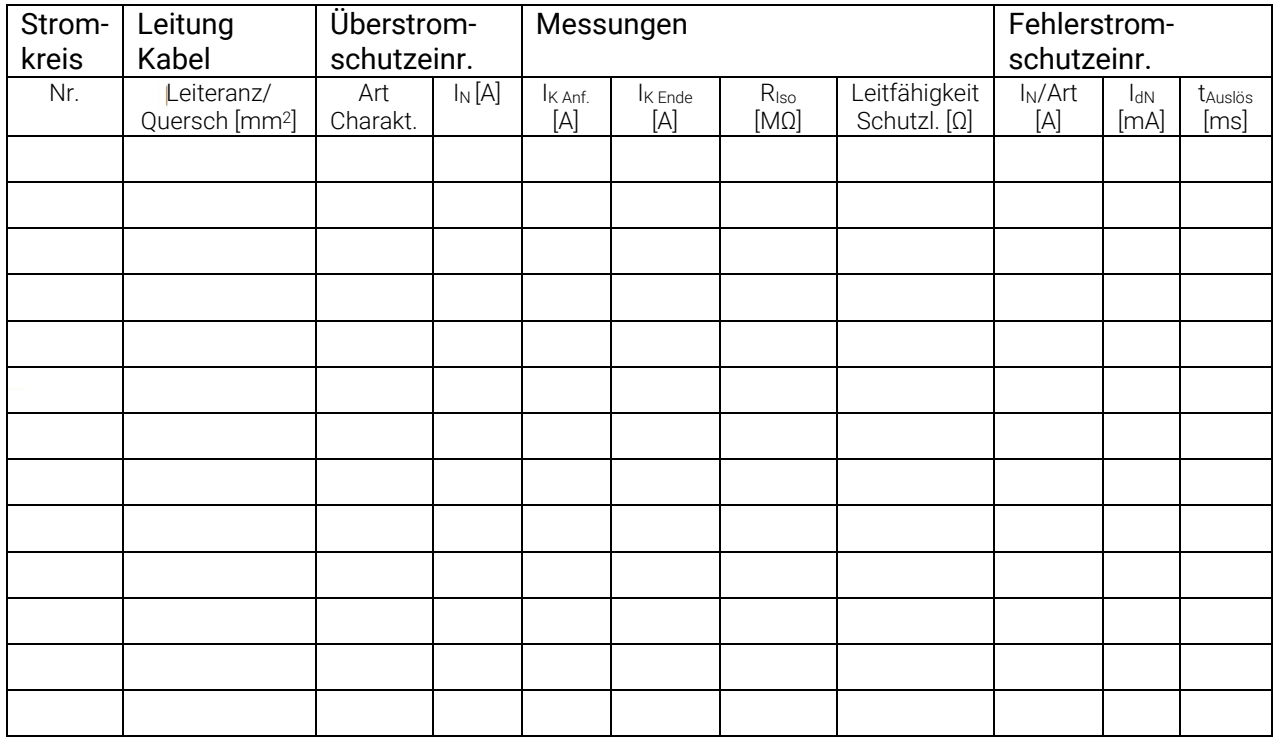 Strom- Leitung Überstrom- Messungen Fehlerstrom-
kreis Kabel schutzeinr. schutzeinr.
Nr. Leiteranz/ Art I_N [A] I_K Anf. I_K Ende R_Iso Leitfähigkeit I_N/Art I_dN t_Auslös
Quersch [mm²] Charakt. [A] [A] [MΩ] Schutzl. [Ω] [A] [mA] [ms]